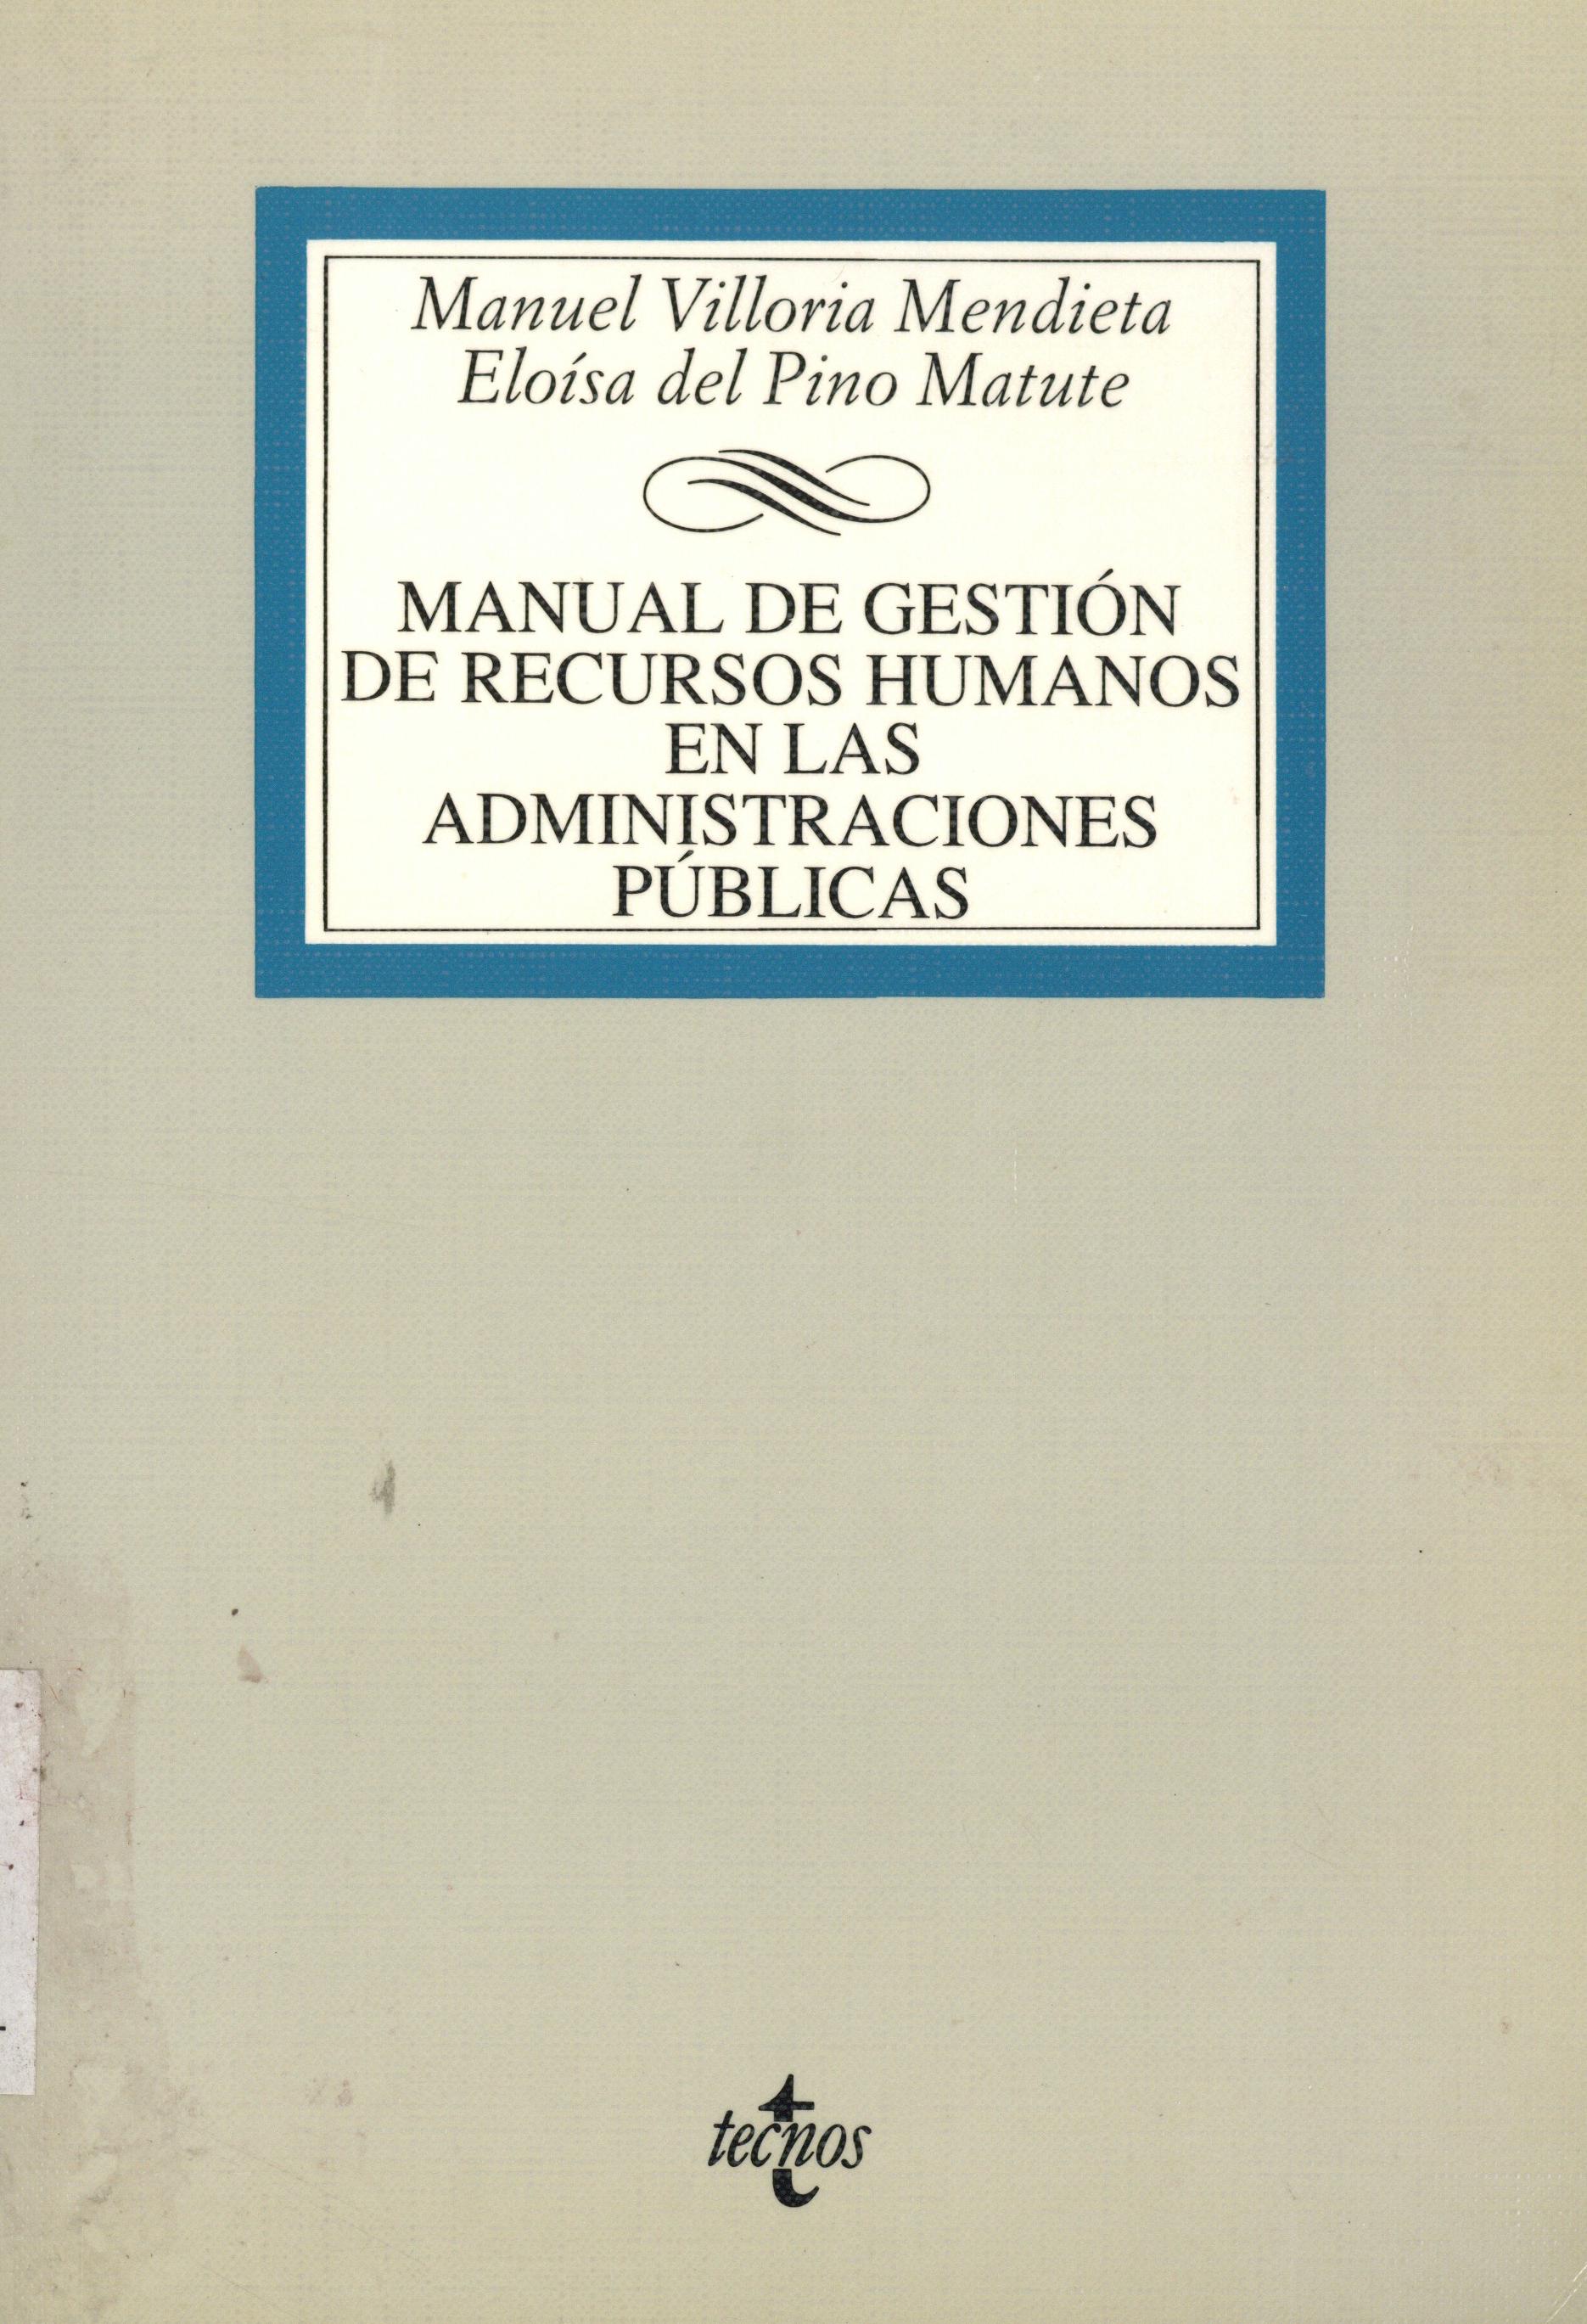 Manuel Villoria Mendieta
Eloísa del Pino Matute
MANUAL DE GESTIÓN
DE RECURSOS HUMANOS
EN LAS
ADMINISTRACIONES
PÚBLICAS
tecnos